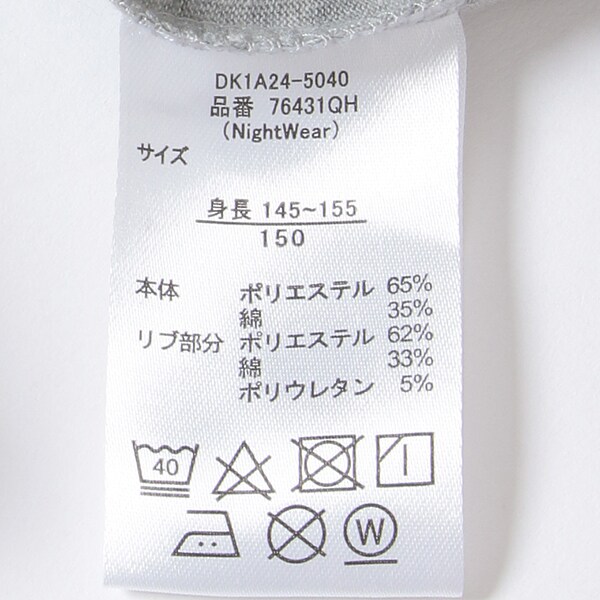 DK1A24-5040
品番 76431QH
(NightWear)
サイズ
身長 145~155
150
本体 ポリエステル 65%
綿 35%
リブ部分 ポリエステル 62%
綿 33%
ポリウレタン 5%
40
W